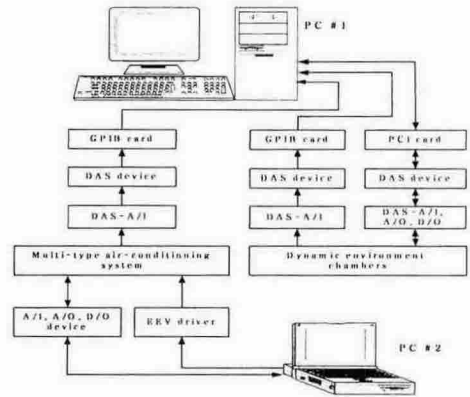 PC #1
GPIB card
GPIB card
PCI card
DAS device
DAS device
DAS device
DAS-A/I
DAS-A/I
DAS-A/I,
A/O, D/O
Multi-type air-conditioning
system
Dynamic environment
chambers
A/I, A/O, D/O
device
EEV driver
PC #2